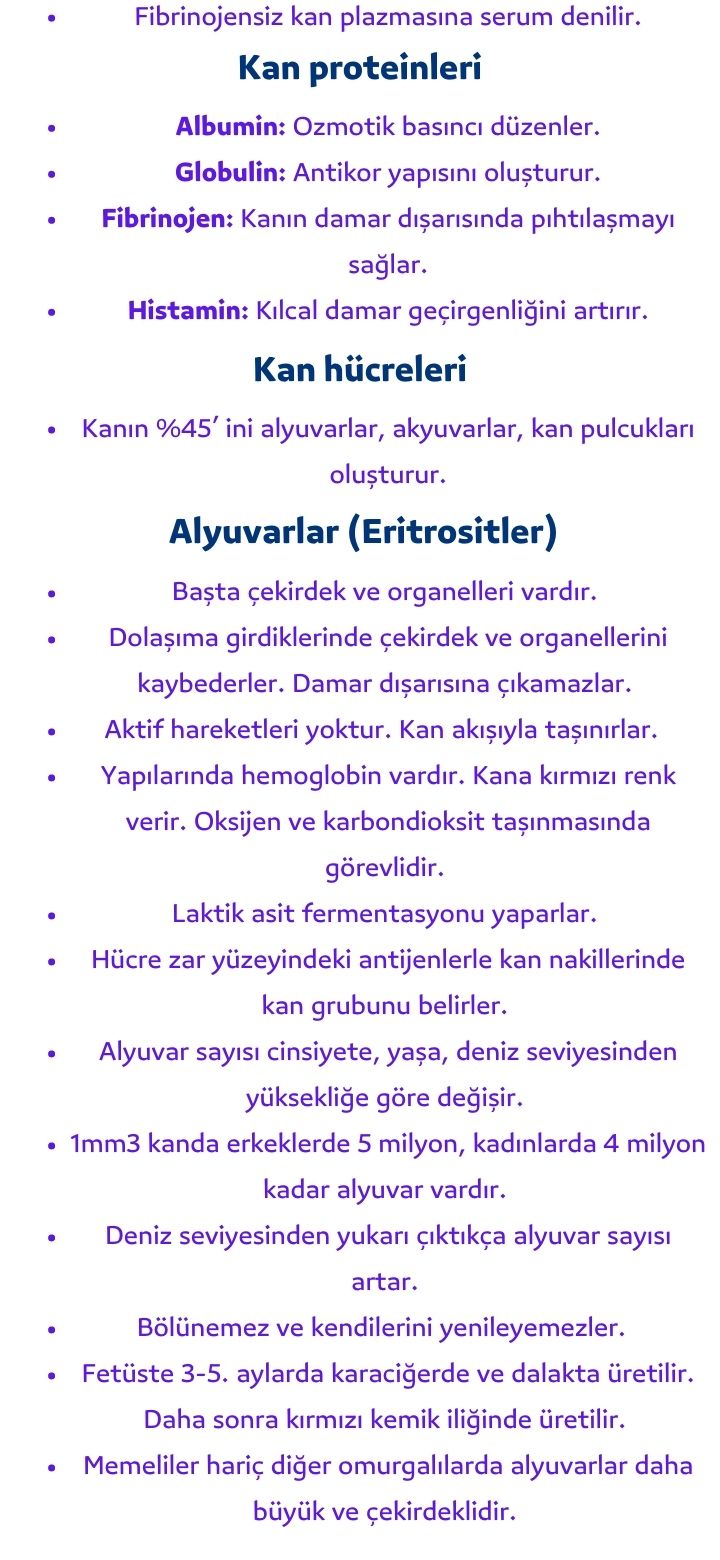 • Fibrinojensiz kan plazmasına serum denilir.
Kan proteinleri
• Albumin: Ozmotik basıncı düzenler.
• Globulin: Antikor yapısını oluşturur.
• Fibrinojen: Kanın damar dışarısında pıhtılaşmayı
sağlar.
• Histamin: Kılcal damar geçirgenliğini artırır.
Kan hücreleri
• Kanın %45’ ini alyuvarlar, akyuvarlar, kan pulcukları
oluşturur.
Alyuvarlar (Eritrositler)
• Başta çekirdek ve organelleri vardır.
• Dolaşıma girdiklerinde çekirdek ve organellerini
kaybederler. Damar dışarısına çıkamazlar.
• Aktif hareketleri yoktur. Kan akışıyla taşınırlar.
• Yapılarında hemoglobin vardır. Kana kırmızı renk
verir. Oksijen ve karbondioksit taşınmasında
görevlidir.
• Laktik asit fermentasyonu yaparlar.
• Hücre zar yüzeyindeki antijenlerle kan nakillerinde
kan grubunu belirler.
• Alyuvar sayısı cinsiyete, yaşa, deniz seviyesinden
yüksekliğe göre değişir.
• 1mm3 kanda erkeklerde 5 milyon, kadınlarda 4 milyon
kadar alyuvar vardır.
• Deniz seviyesinden yukarı çıktıkça alyuvar sayısı
artar.
• Bölünemez ve kendilerini yenileyemezler.
• Fetüste 3-5. aylarda karaciğerde ve dalakta üretilir.
Daha sonra kırmızı kemik iliğinde üretilir.
• Memeliler hariç diğer omurgalılarda alyuvarlar daha
büyük ve çekirdeklidir.